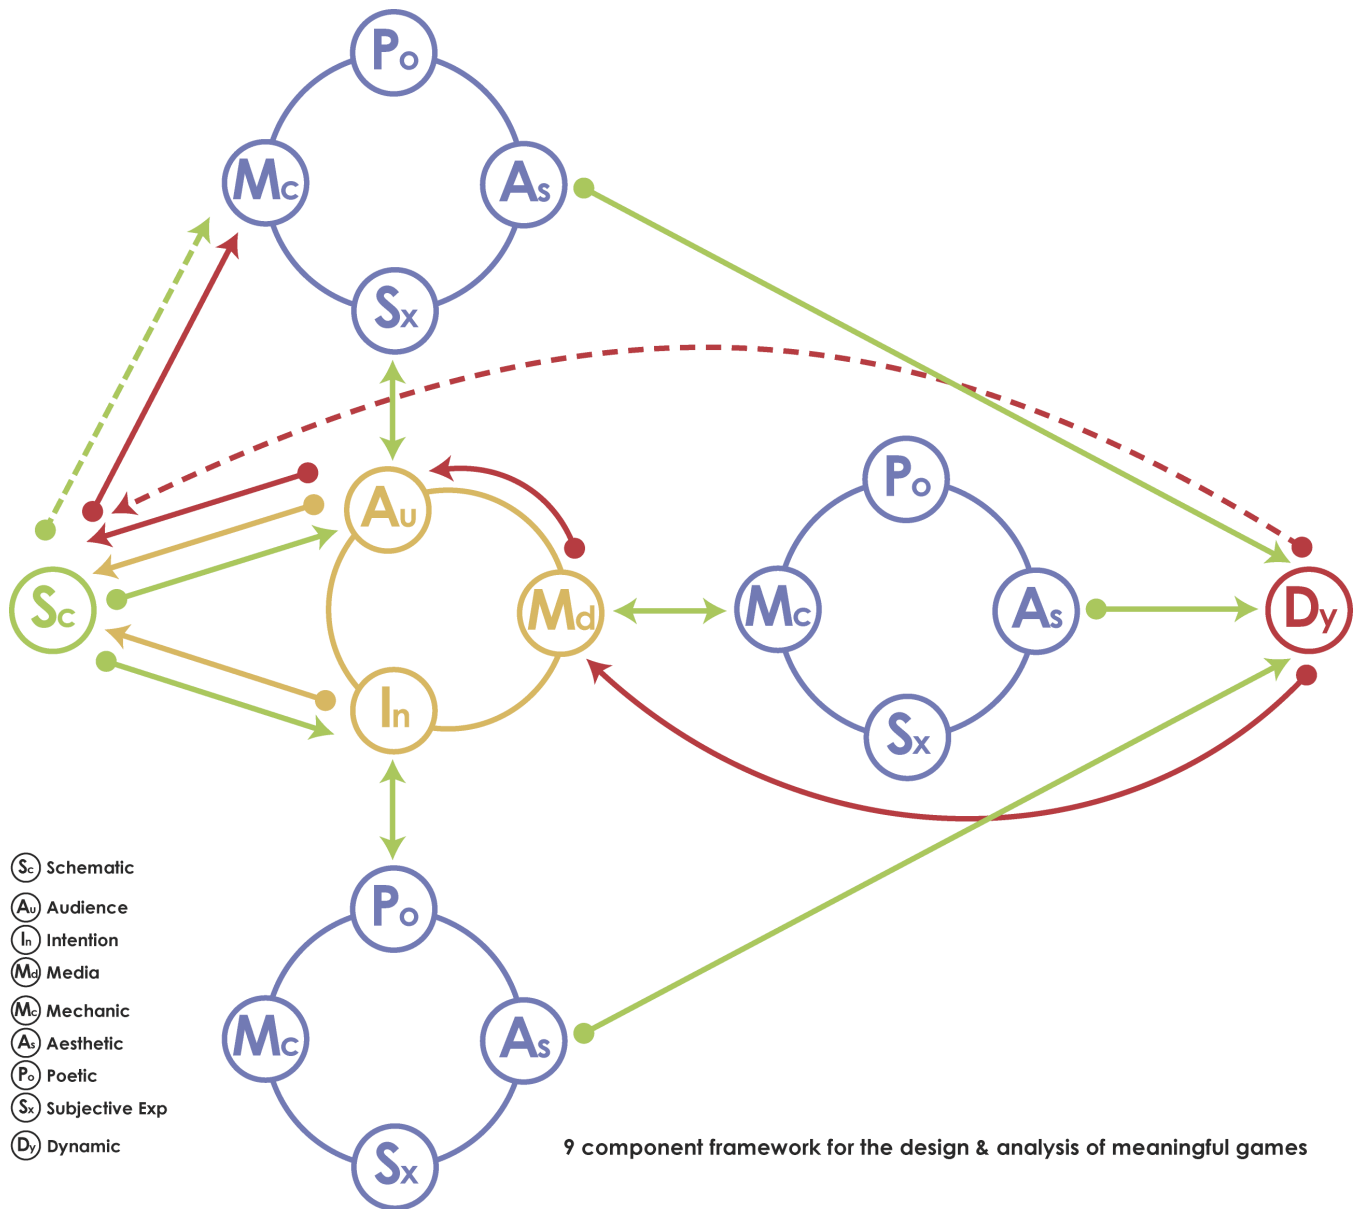 Po
Mc
As
Sx
Au
Po
Sc
Md
Mc
As
Dy
In
Sx
Po
Sc Schematic
Au Audience
In Intention
Md Media
Mc Mechanic
As Aesthetic
Po Poetic
Sx Subjective Exp
Dy Dynamic
Mc
As
Sx
9 component framework for the design & analysis of meaningful games